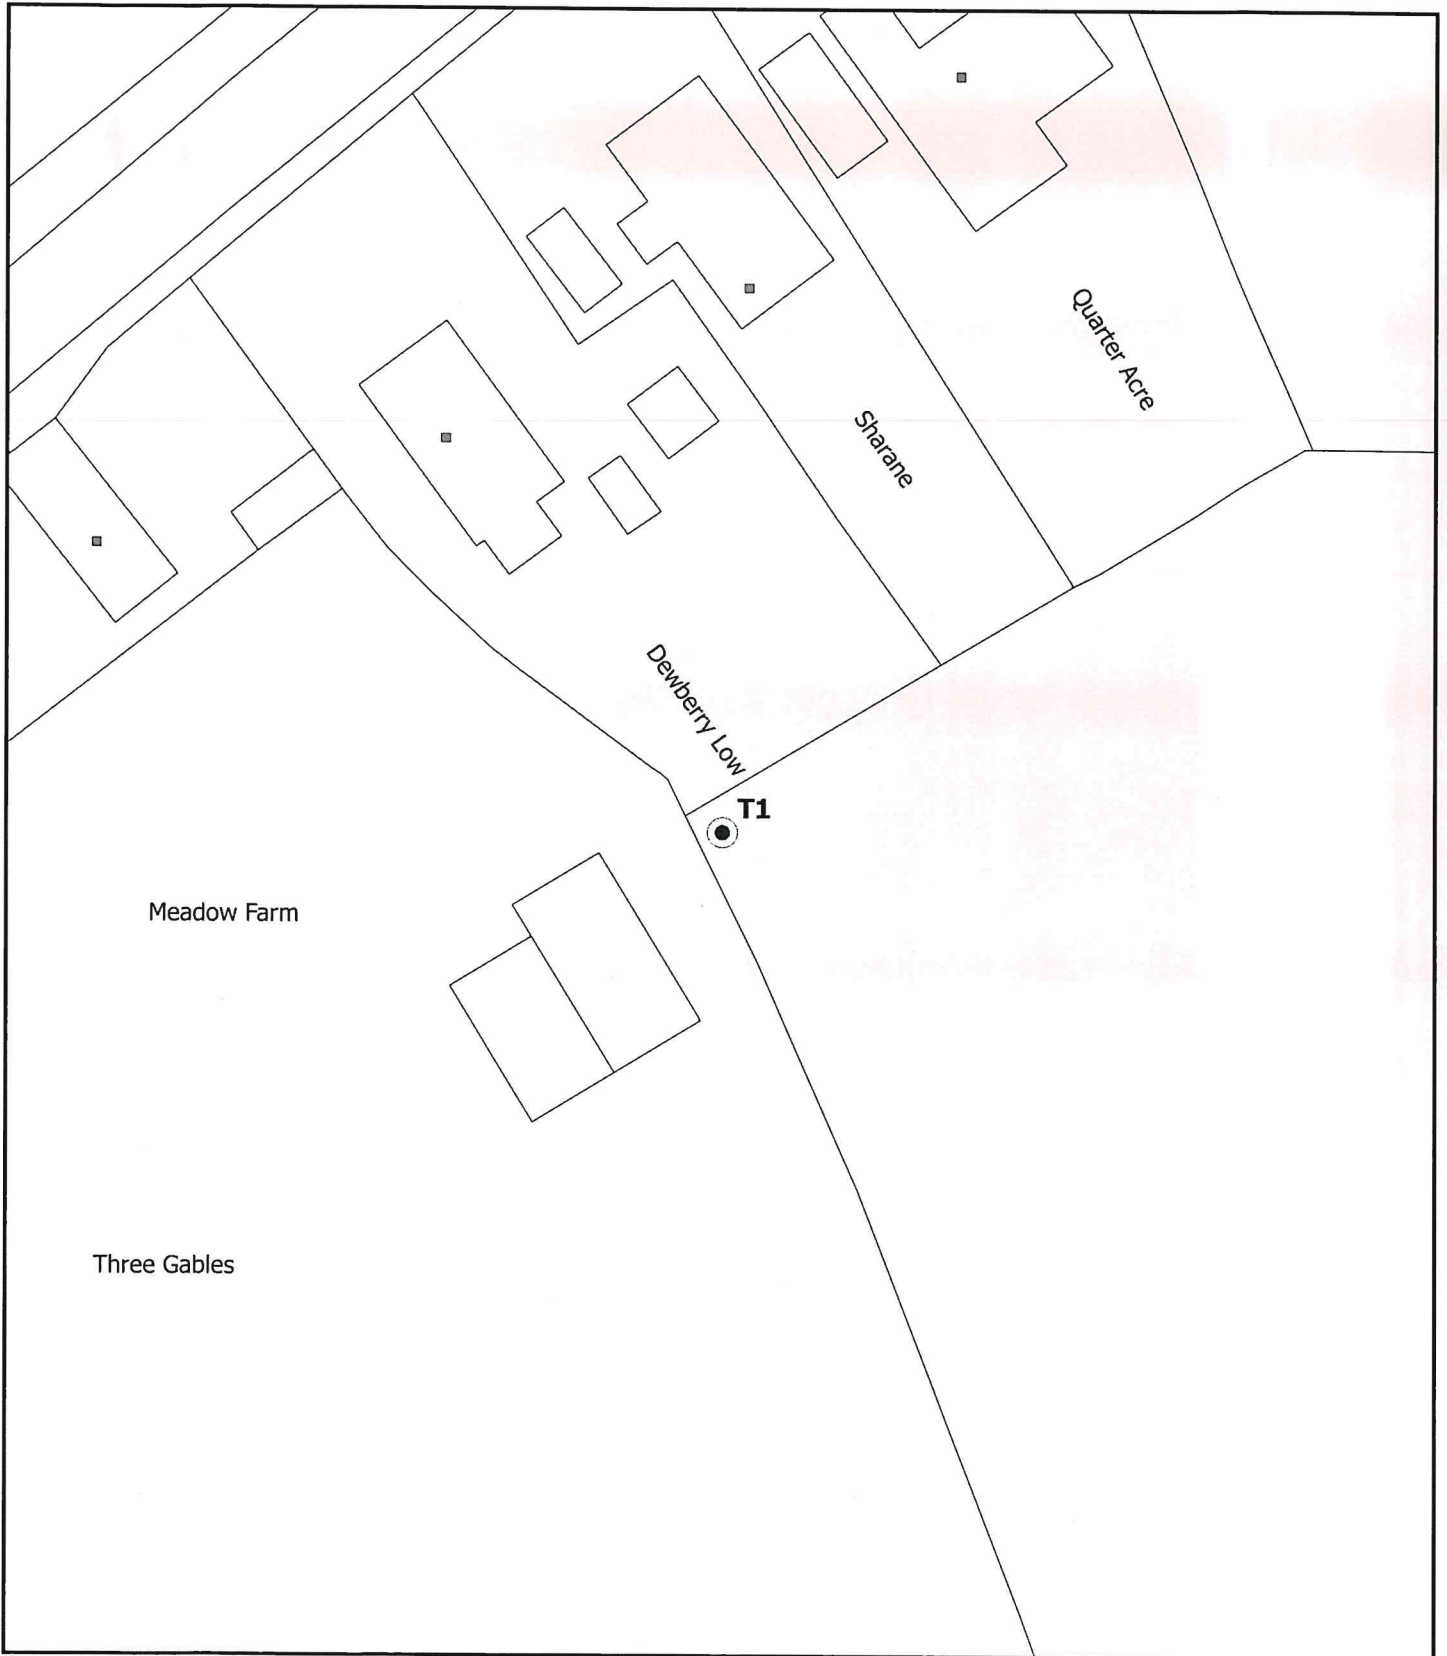 Quarter Acre
Sharane
Dewberry Low
T1
Meadow Farm
Three Gables